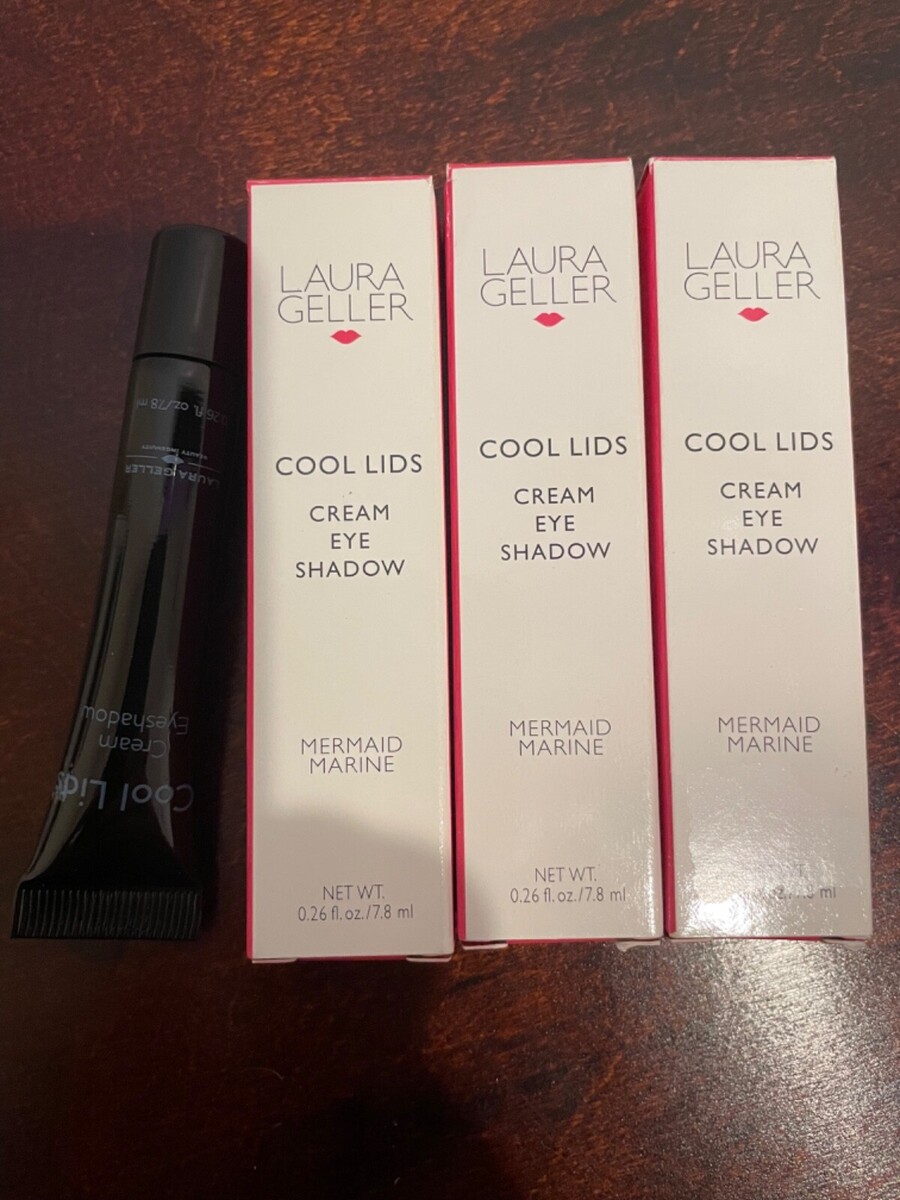 Cool Lids
Cream
Eyeshadow
LAURA GELLER
BEAUTY INGENUITY
0.26 fl. oz./7.8 ml
LAURA
GELLER
COOL LIDS
CREAM
EYE
SHADOW
MERMAID
MARINE
NET WT.
0.26 fl. oz./7.8 ml
LAURA
GELLER
COOL LIDS
CREAM
EYE
SHADOW
MERMAID
MARINE
NET WT.
0.26 fl. oz./7.8 ml
LAURA
GELLER
COOL LIDS
CREAM
EYE
SHADOW
MERMAID
MARINE
ml